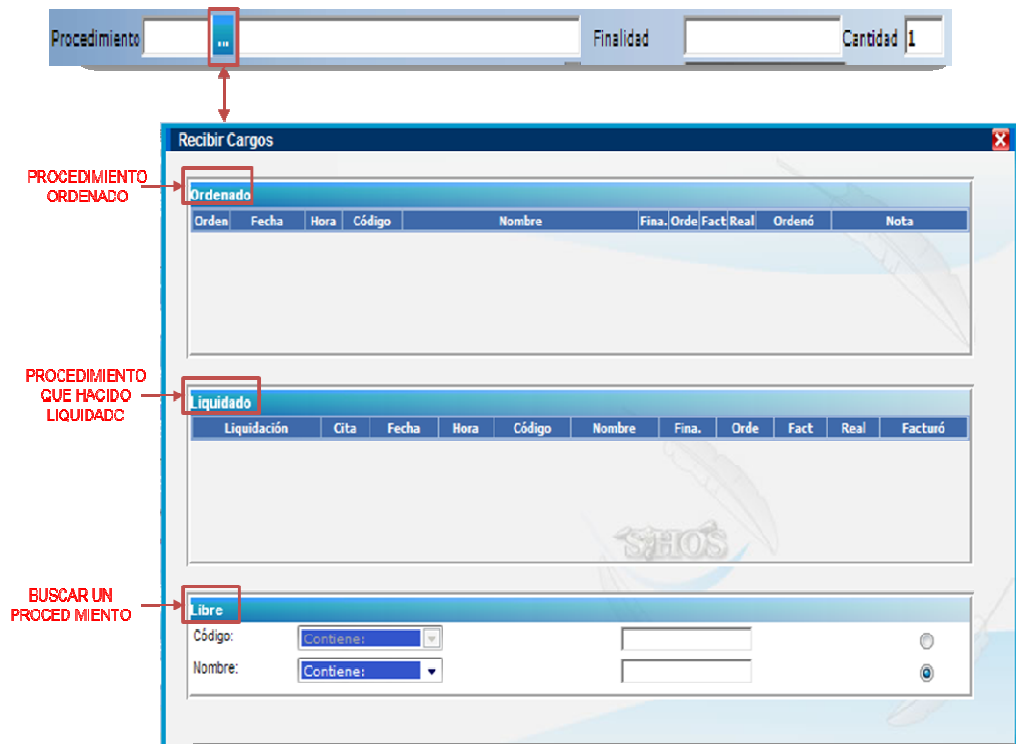 Procedimiento ... Finalidad Cantidad 1
Recibir Cargos
PROCEDIMIENTO
ORDENADO
Ordenado
Orden Fecha Hora Código Nombre Fina. Orde Fact Real Ordenó Nota
PROCEDIMIENTO
QUE HACIDO
LIQUIDADC
Liquidado
Liquidación Cita Fecha Hora Código Nombre Fina. Orde Fact Real Facturó
SIHOS
BUSCAR UN
PROCED MIENTO
Libre
Código: Contiene:
Nombre: Contiene: